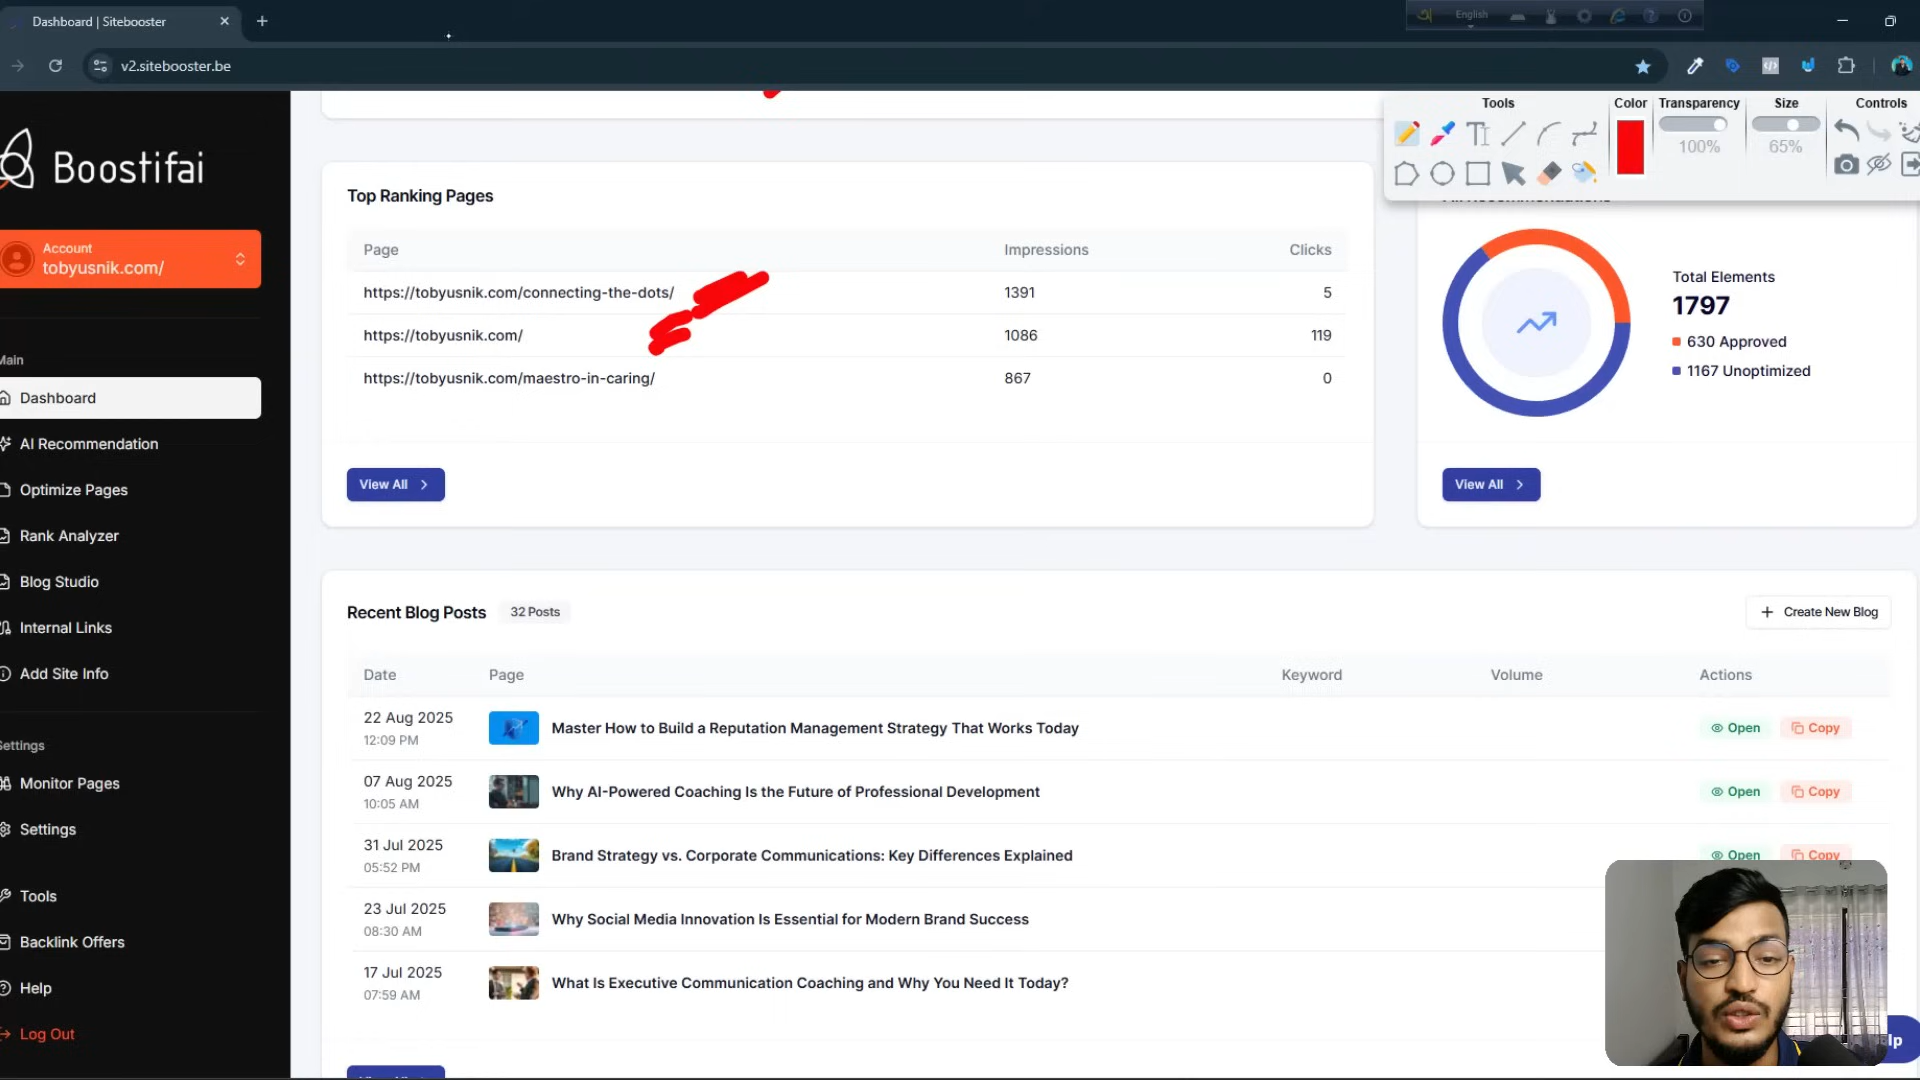 Dashboard | Sitebooster
English
v2.sitebooster.be
Tools
Color
Transparency
Size
Controls
100%
65%
Boostifai
Account
tobyusnik.com/
Main
Dashboard
AI Recommendation
Optimize Pages
Rank Analyzer
Blog Studio
Internal Links
Add Site Info
Settings
Monitor Pages
Settings
Tools
Backlink Offers
Help
Log Out
Top Ranking Pages
Page Impressions Clicks
https://tobyusnik.com/connecting-the-dots/ 1391 5
https://tobyusnik.com/ 1086 119
https://tobyusnik.com/maestro-in-caring/ 867 0
View All
Total Elements
1797
630 Approved
1167 Unoptimized
View All
Recent Blog Posts 32 Posts
Create New Blog
Date Page Keyword Volume Actions
22 Aug 2025
12:09 PM
Master How to Build a Reputation Management Strategy That Works Today
Open Copy
07 Aug 2025
10:05 AM
Why AI-Powered Coaching Is the Future of Professional Development
Open Copy
31 Jul 2025
05:52 PM
Brand Strategy vs. Corporate Communications: Key Differences Explained
Open Copy
23 Jul 2025
08:30 AM
Why Social Media Innovation Is Essential for Modern Brand Success
17 Jul 2025
07:59 AM
What Is Executive Communication Coaching and Why You Need It Today?